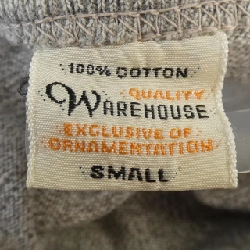 100% COTTON
QUALITY
WAREHOUSE
EXCLUSIVE OF
ORNAMENTATION
SMALL